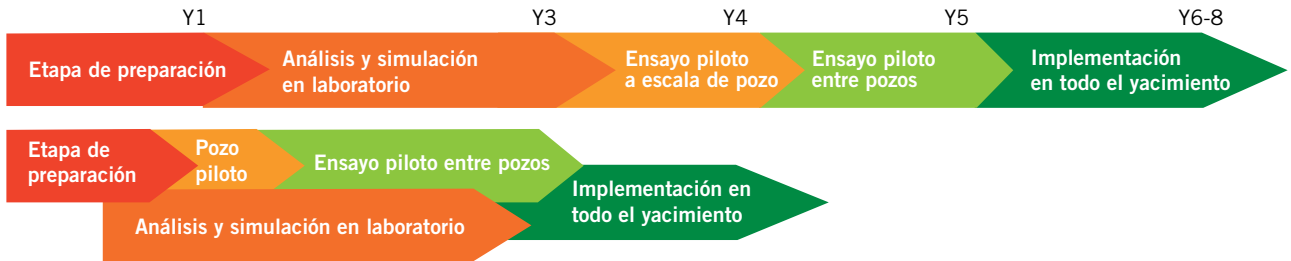 Y1 Y3 Y4 Y5 Y6-8
Etapa de preparación
Análisis y simulación
en laboratorio
Ensayo piloto
a escala de pozo
Ensayo piloto
entre pozos
Implementación
en todo el yacimiento
Etapa de
preparación
Pozo
piloto
Ensayo piloto entre pozos
Implementación en
todo el yacimiento
Análisis y simulación en laboratorio